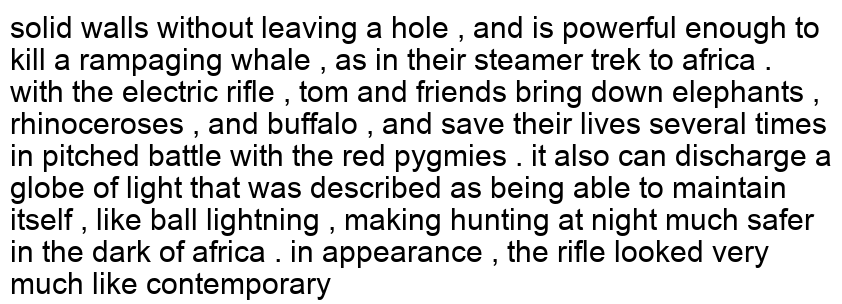 solid walls without leaving a hole , and is powerful enough to
kill a rampaging whale , as in their steamer trek to africa .
with the electric rifle , tom and friends bring down elephants ,
rhinoceroses , and buffalo , and save their lives several times
in pitched battle with the red pygmies . it also can discharge a
globe of light that was described as being able to maintain
itself , like ball lightning , making hunting at night much safer
in the dark of africa . in appearance , the rifle looked very
much like contemporary